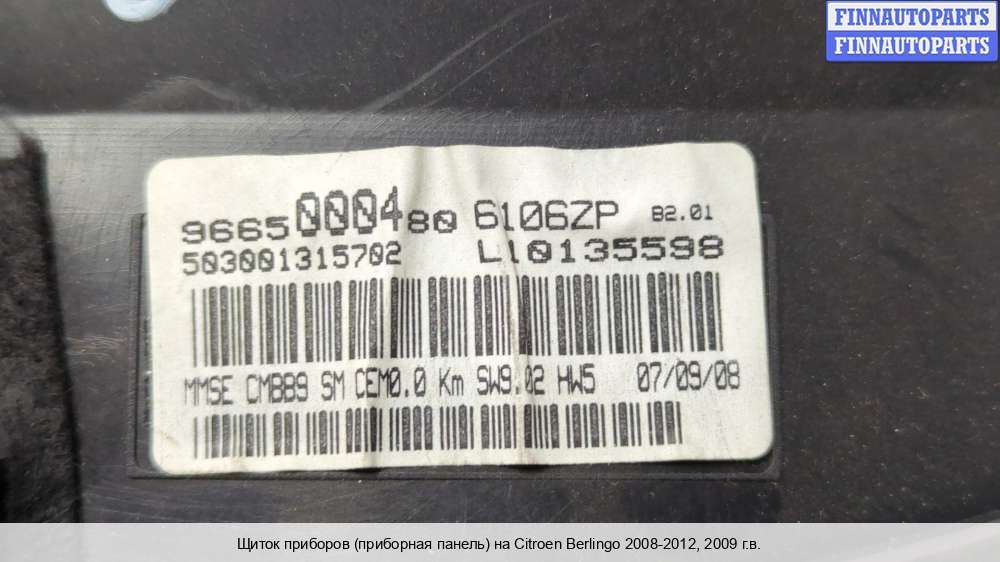 FINNAUTOPARTS
FINNAUTOPARTS
9665000480 6106ZP B2.01
503001315702 L10135598
MMSE CMBB9 SM CEM0.0 Km SW9.02 HW5 07/09/08
Щиток приборов (приборная панель) на Citroen Berlingo 2008-2012, 2009 г.в.